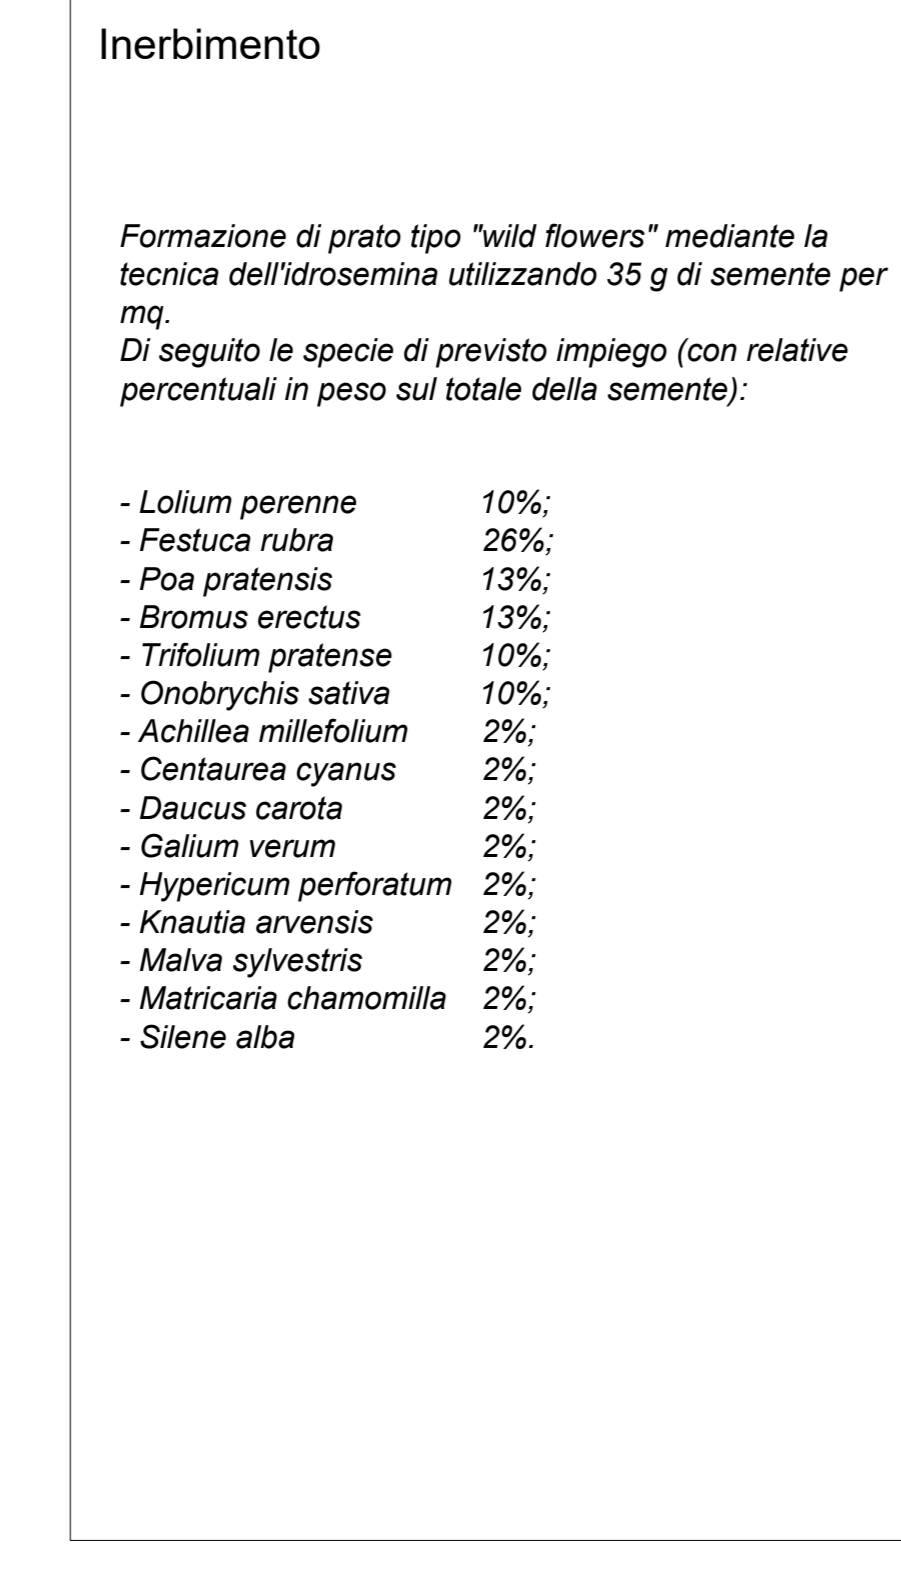 Inerbimento
Formazione di prato tipo "wild flowers" mediante la
tecnica dell'idrosemina utilizzando 35 g di semente per
mq.
Di seguito le specie di previsto impiego (con relative
percentuali in peso sul totale della semente):
- Lolium perenne 10%;
- Festuca rubra 26%;
- Poa pratensis 13%;
- Bromus erectus 13%;
- Trifolium pratense 10%;
- Onobrychis sativa 10%;
- Achillea millefolium 2%;
- Centaurea cyanus 2%;
- Daucus carota 2%;
- Galium verum 2%;
- Hypericum perforatum 2%;
- Knautia arvensis 2%;
- Malva sylvestris 2%;
- Matricaria chamomilla 2%;
- Silene alba 2%.